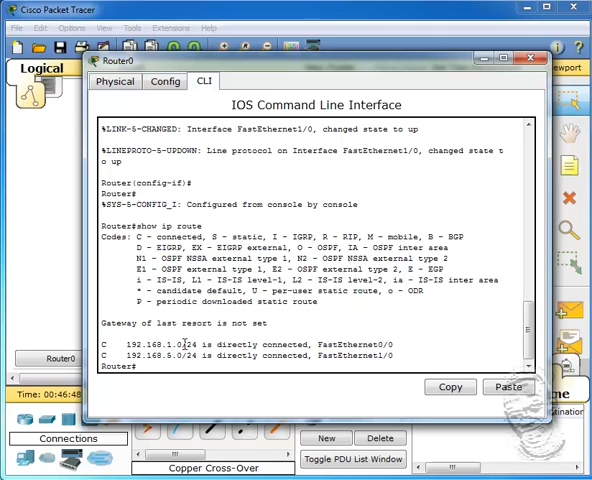 Cisco Packet Tracer
File Edit View Tools Extensions Help
Logical
Router0
Physical Config CLI
IOS Command Line Interface
%LINK-5-CHANGED: Interface FastEthernet1/0, changed state to up
%LINEPROTO-5-UPDOWN: Line protocol on Interface FastEthernet1/0, changed state t
o up
Router(config-if)#
Router#
%SYS-5-CONFIG_I: Configured from console by console
Router#show ip route
Codes: C - connected, S - static, I - IGRP, R - RIP, M - mobile, B - BGP
D - EIGRP, EX - EIGRP external, O - OSPF, IA - OSPF inter area
N1 - OSPF NSSA external type 1, N2 - OSPF NSSA external type 2
E1 - OSPF external type 1, E2 - OSPF external type 2, E - EGP
i - IS-IS, L1 - IS-IS level-1, L2 - IS-IS level-2, ia - IS-IS inter area
* - candidate default, U - per-user static route, o - ODR
P - periodic downloaded static route
Gateway of last resort is not set
C 192.168.1.0/24 is directly connected, FastEthernet0/0
C 192.168.5.0/24 is directly connected, FastEthernet1/0
Router#
Copy Paste
Router0
Time: 00:46:48
Connections
Copper Cross-Over
New Delete
Toggle PDU List Window